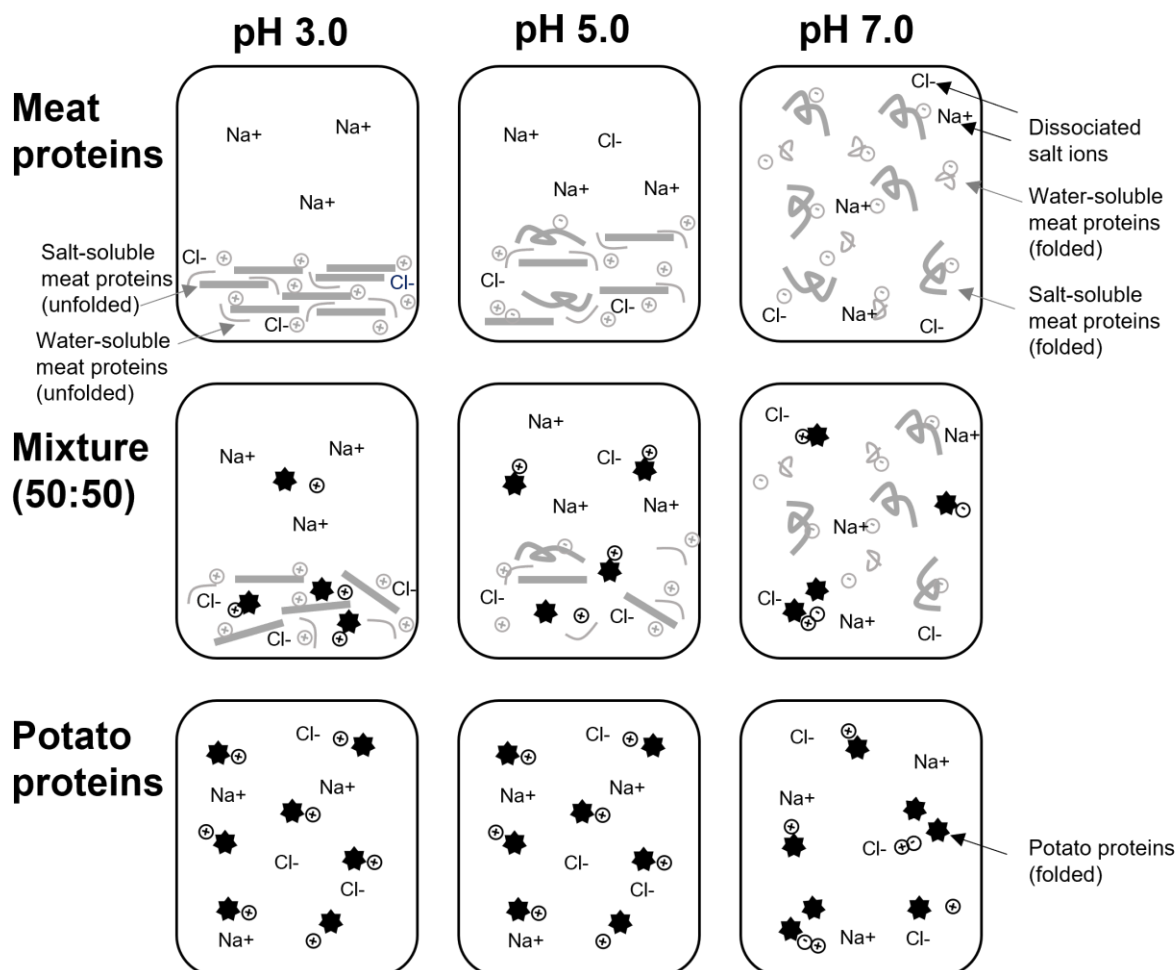 pH 3.0
pH 5.0
pH 7.0
Meat
proteins
Na+
Na+
Na+
Cl-
Cl-
Cl-
Salt-soluble
meat proteins
(unfolded)
Water-soluble
meat proteins
(unfolded)
Na+
Cl-
Na+
Na+
Cl-
Cl-
Cl-
Na+
Na+
Cl-
Na+
Cl-
Dissociated
salt ions
Water-soluble
meat proteins
(folded)
Salt-soluble
meat proteins
(folded)
Mixture
(50:50)
Na+
Na+
Na+
Cl-
Cl-
Cl-
Na+
Cl-
Na+
Na+
Cl-
Cl-
Cl-
Na+
Na+
Cl-
Na+
Cl-
Potato
proteins
Cl-
Na+
Na+
Cl-
Cl-
Na+
Cl-
Na+
Na+
Cl-
Cl-
Na+
Cl-
Na+
Na+
Cl-
Na+
Cl-
Potato proteins
(folded)